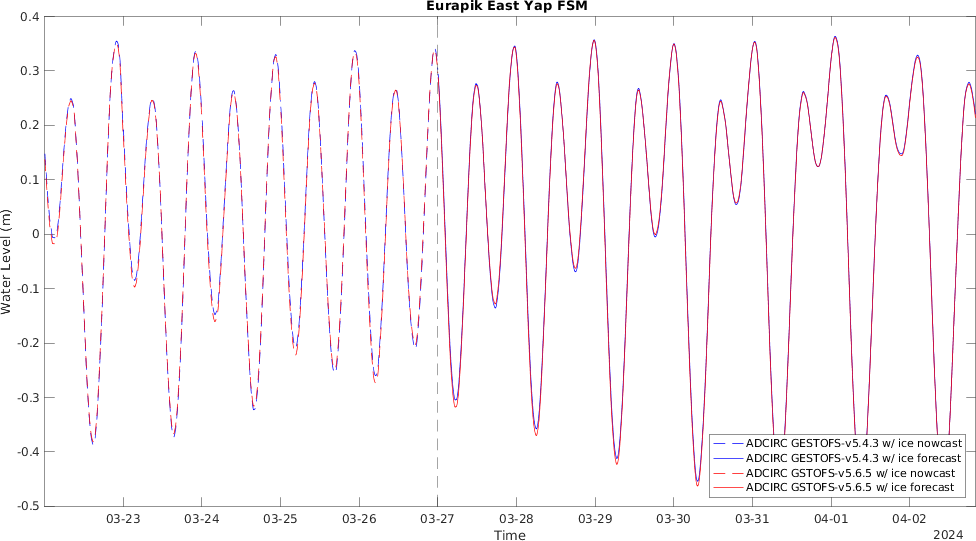 Eurapik East Yap FSM
0.4
0.3
0.2
0.1
0
-0.1
-0.2
-0.3
-0.4
-0.5
Water Level (m)
ADCIRC GESTOFS-v5.4.3 w/ ice nowcast
ADCIRC GESTOFS-v5.4.3 w/ ice forecast
ADCIRC GSTOFS-v5.6.5 w/ ice nowcast
ADCIRC GSTOFS-v5.6.5 w/ ice forecast
03-23 03-24 03-25 03-26 03-27 03-28 03-29 03-30 03-31 04-01 04-02
Time
2024